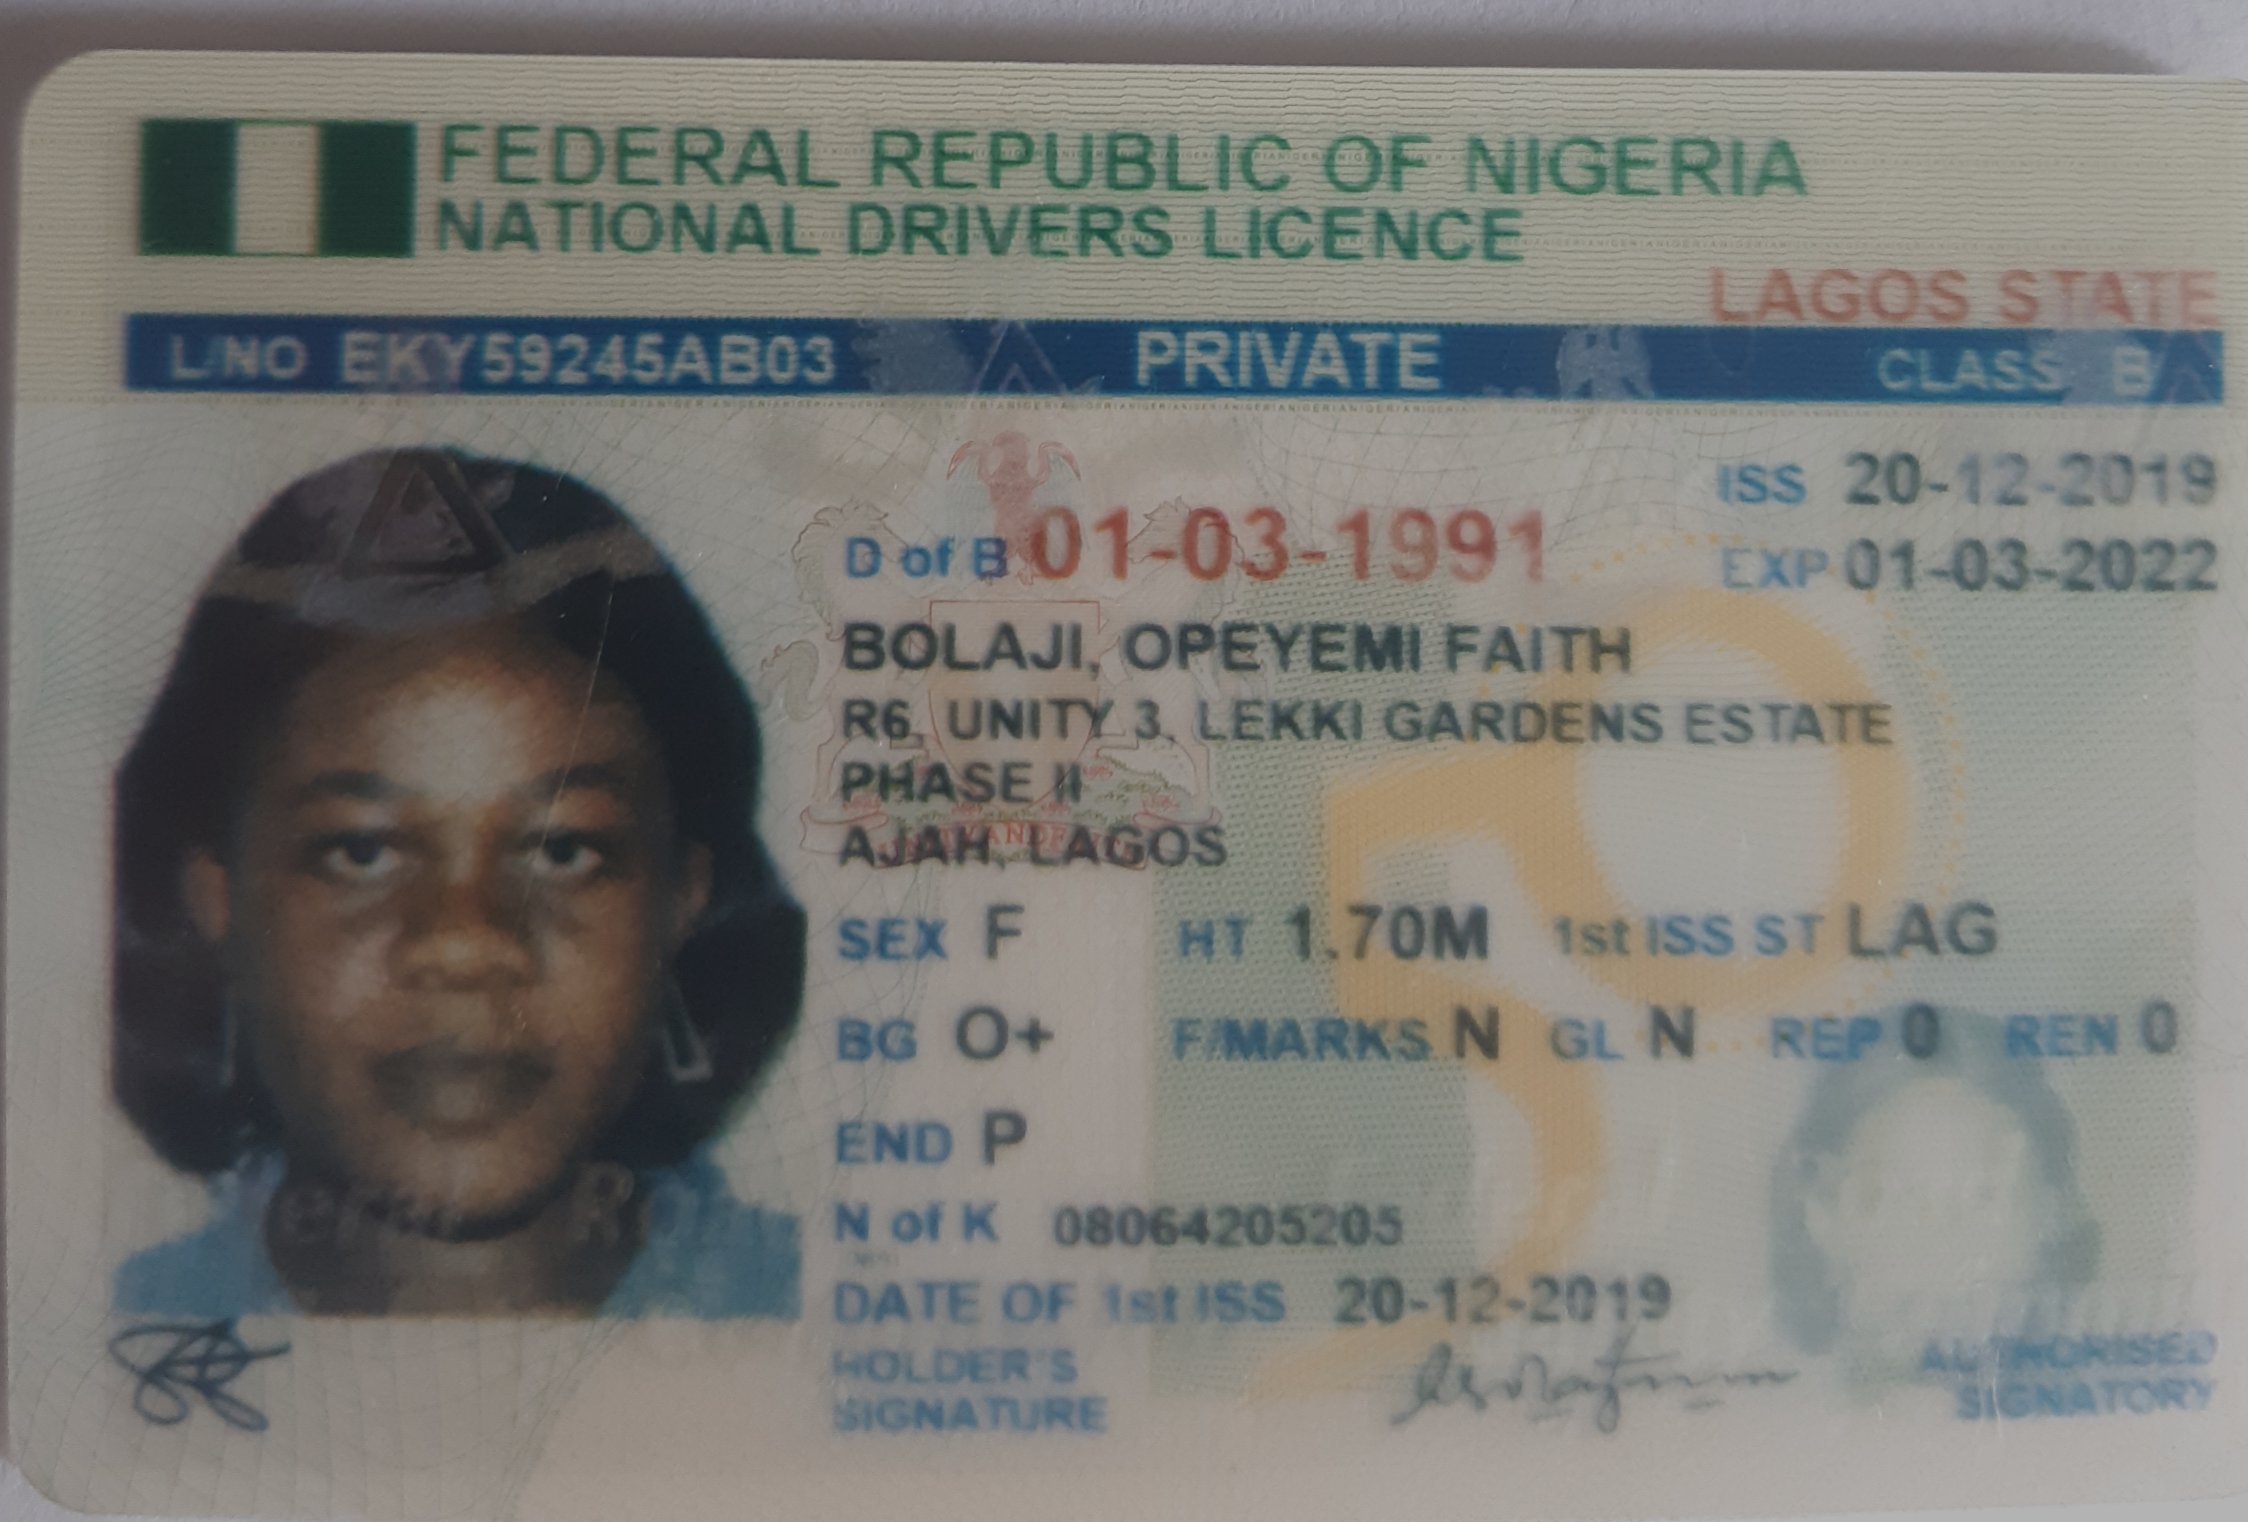 FEDERAL REPUBLIC OF NIGERIA
NATIONAL DRIVERS LICENCE
LAGOS STATE
L/NO EKY59245AB03 PRIVATE CLASS B
ISS 20-12-2019
D of B 01-03-1991
EXP 01-03-2022
BOLAJI, OPEYEMI FAITH
R6, UNITY 3, LEKKI GARDENS ESTATE
PHASE II
AJAH, LAGOS
SEX F HT 1.70M 1st ISS ST LAG
BG O+ F/MARKS N GL N REP 0 REN 0
END P
N of K 08064205205
DATE OF 1st ISS 20-12-2019
HOLDER'S
SIGNATURE
AUTHORISED
SIGNATORY